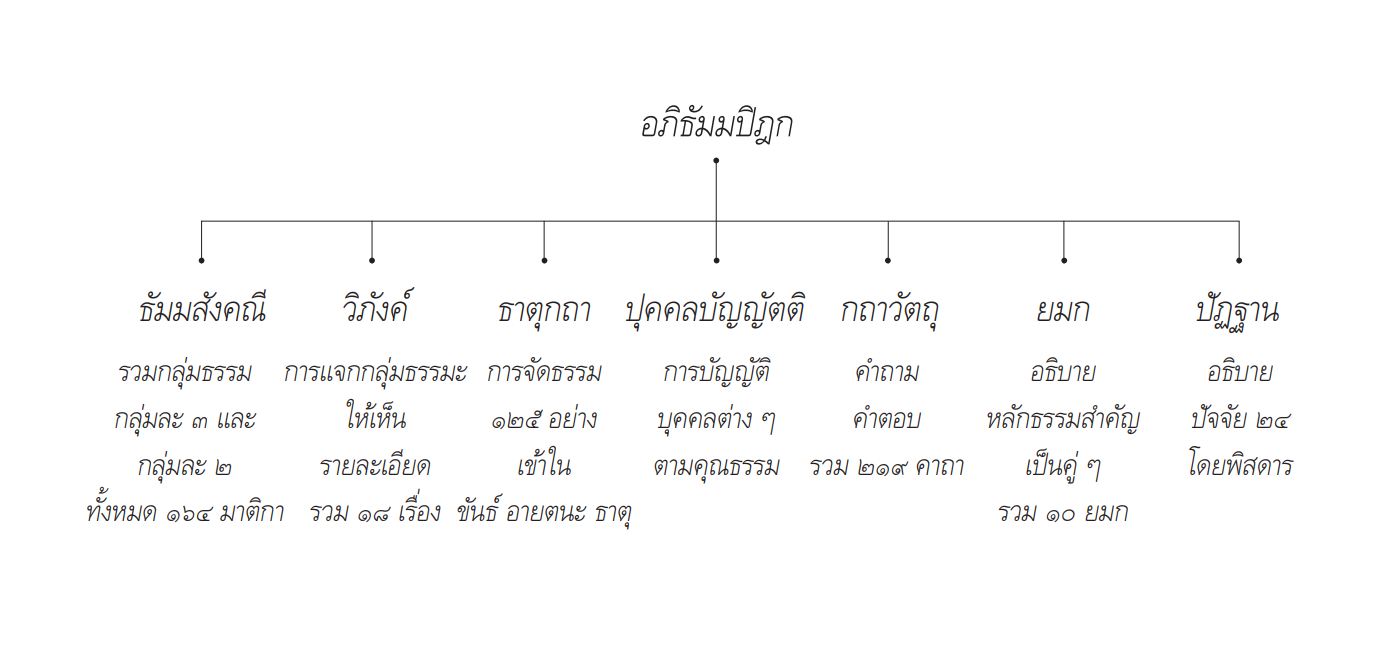 อภิธัมมปิฎก
ธัมมสังคณี
รวมกลุ่มธรรม
กลุ่มละ ๓ และ
กลุ่มละ ๒
ทั้งหมด ๑๖๔ มาติกา
วิภังค์
การแจกกลุ่มธรรมะ
ให้เห็น
รายละเอียด
รวม ๑๘ เรื่อง
ธาตุกถา
การจัดธรรม
๑๒๕ อย่าง
เข้าใน
ขันธ์ อายตนะ ธาตุ
ปุคคลบัญญัตติ
การบัญญัติ
บุคคลต่าง ๆ
ตามคุณธรรม
กถาวัตถุ
คำถาม
คำตอบ
รวม ๒๑๙ คาถา
ยมก
อธิบาย
หลักธรรมสำคัญ
เป็นคู่ ๆ
รวม ๑๐ ยมก
ปัฏฐาน
อธิบาย
ปัจจัย ๒๔
โดยพิสดาร